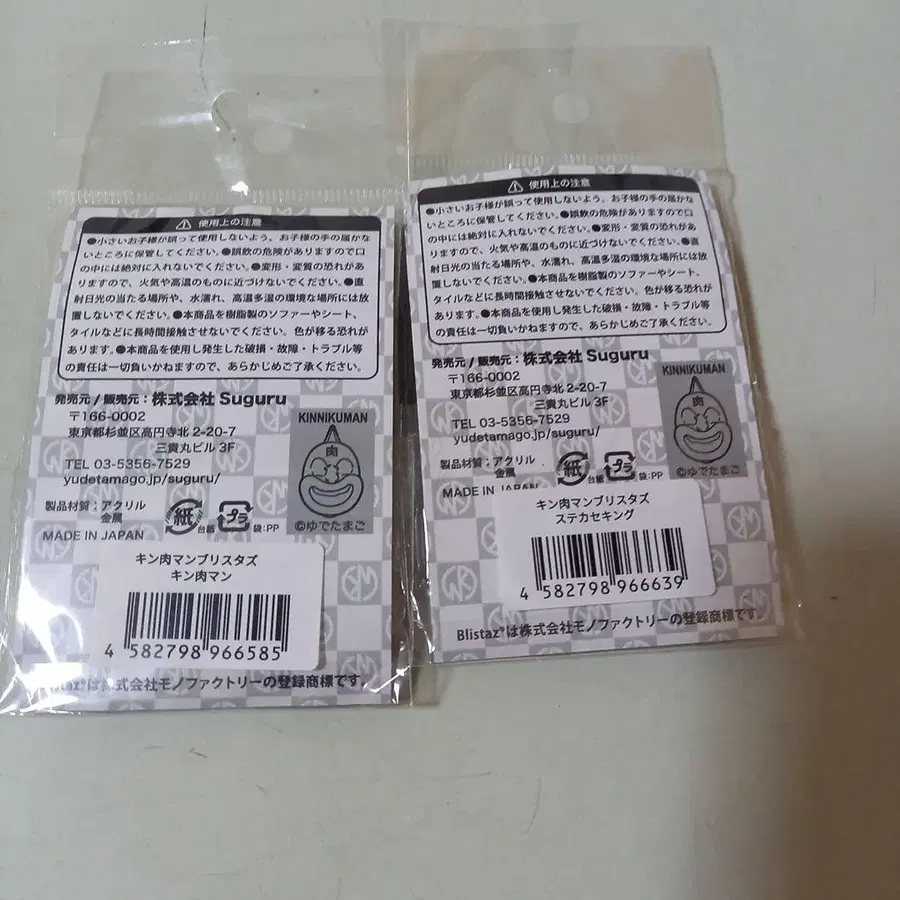 使用上の注意
●小さいお子様が誤って使用しないよう、お子様の手の届かな
いところに保管してください。●誤飲の危険がありますので口
の中には絶対に入れないでください。●変形・変質の恐れがあ
りますので、火気や高温のものに近づけないでください。●直
射日光の当たる場所や、水濡れ、高温多湿の環境な場所には放
置しないでください。●本商品を樹脂製のソファーやシート、
タイルなどに長時間接触させないでください。色が移る恐れが
あります。●本商品を使用し発生した破損・故障・トラブル等
の責任は一切負いかねますので、あらかじめご了承ください。
発売元 / 販売元：株式会社 Suguru
〒166-0002
東京都杉並区高円寺北 2-20-7
三貴丸ビル 3F
TEL 03-5356-7529
yudetamago.jp/suguru/
製品材質：アクリル
金属
MADE IN JAPAN
紙
台紙
プラ
袋：PP
KINNIKUMAN
肉
©ゆでたまご
キン肉マンブリスタズ
キン肉マン
4 582798 966585
Blistaz®は株式会社モノファクトリーの登録商標です。
使用上の注意
●小さいお子様が誤って使用しないよう、お子様の手の届かな
いところに保管してください。●誤飲の危険がありますので口
の中には絶対に入れないでください。●変形・変質の恐れがあ
りますので、火気や高温のものに近づけないでください。●直
射日光の当たる場所や、水濡れ、高温多湿の環境な場所には放
置しないでください。●本商品を樹脂製のソファーやシート、
タイルなどに長時間接触させないでください。色が移る恐れが
あります。●本商品を使用し発生した破損・故障・トラブル等
の責任は一切負いかねますので、あらかじめご了承ください。
発売元 / 販売元：株式会社 Suguru
〒166-0002
東京都杉並区高円寺北 2-20-7
三貴丸ビル 3F
TEL 03-5356-7529
yudetamago.jp/suguru/
製品材質：アクリル
金属
MADE IN JAPAN
紙
台紙
プラ
袋：PP
KINNIKUMAN
肉
©ゆでたまご
キン肉マンブリスタズ
ステカセキング
4 582798 966639
Blistaz®は株式会社モノファクトリーの登録商標です。